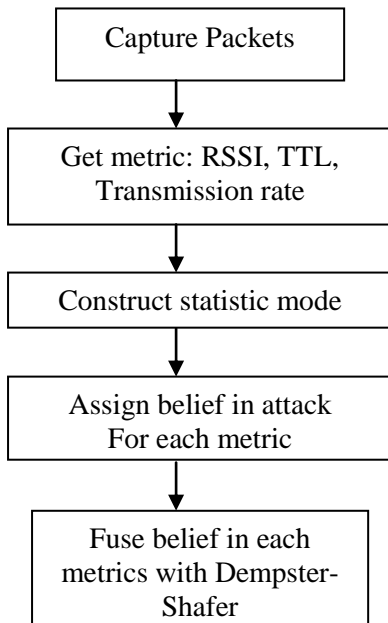 Capture Packets
Get metric: RSSI, TTL,
Transmission rate
Construct statistic mode
Assign belief in attack
For each metric
Fuse belief in each
metrics with Dempster-
Shafer